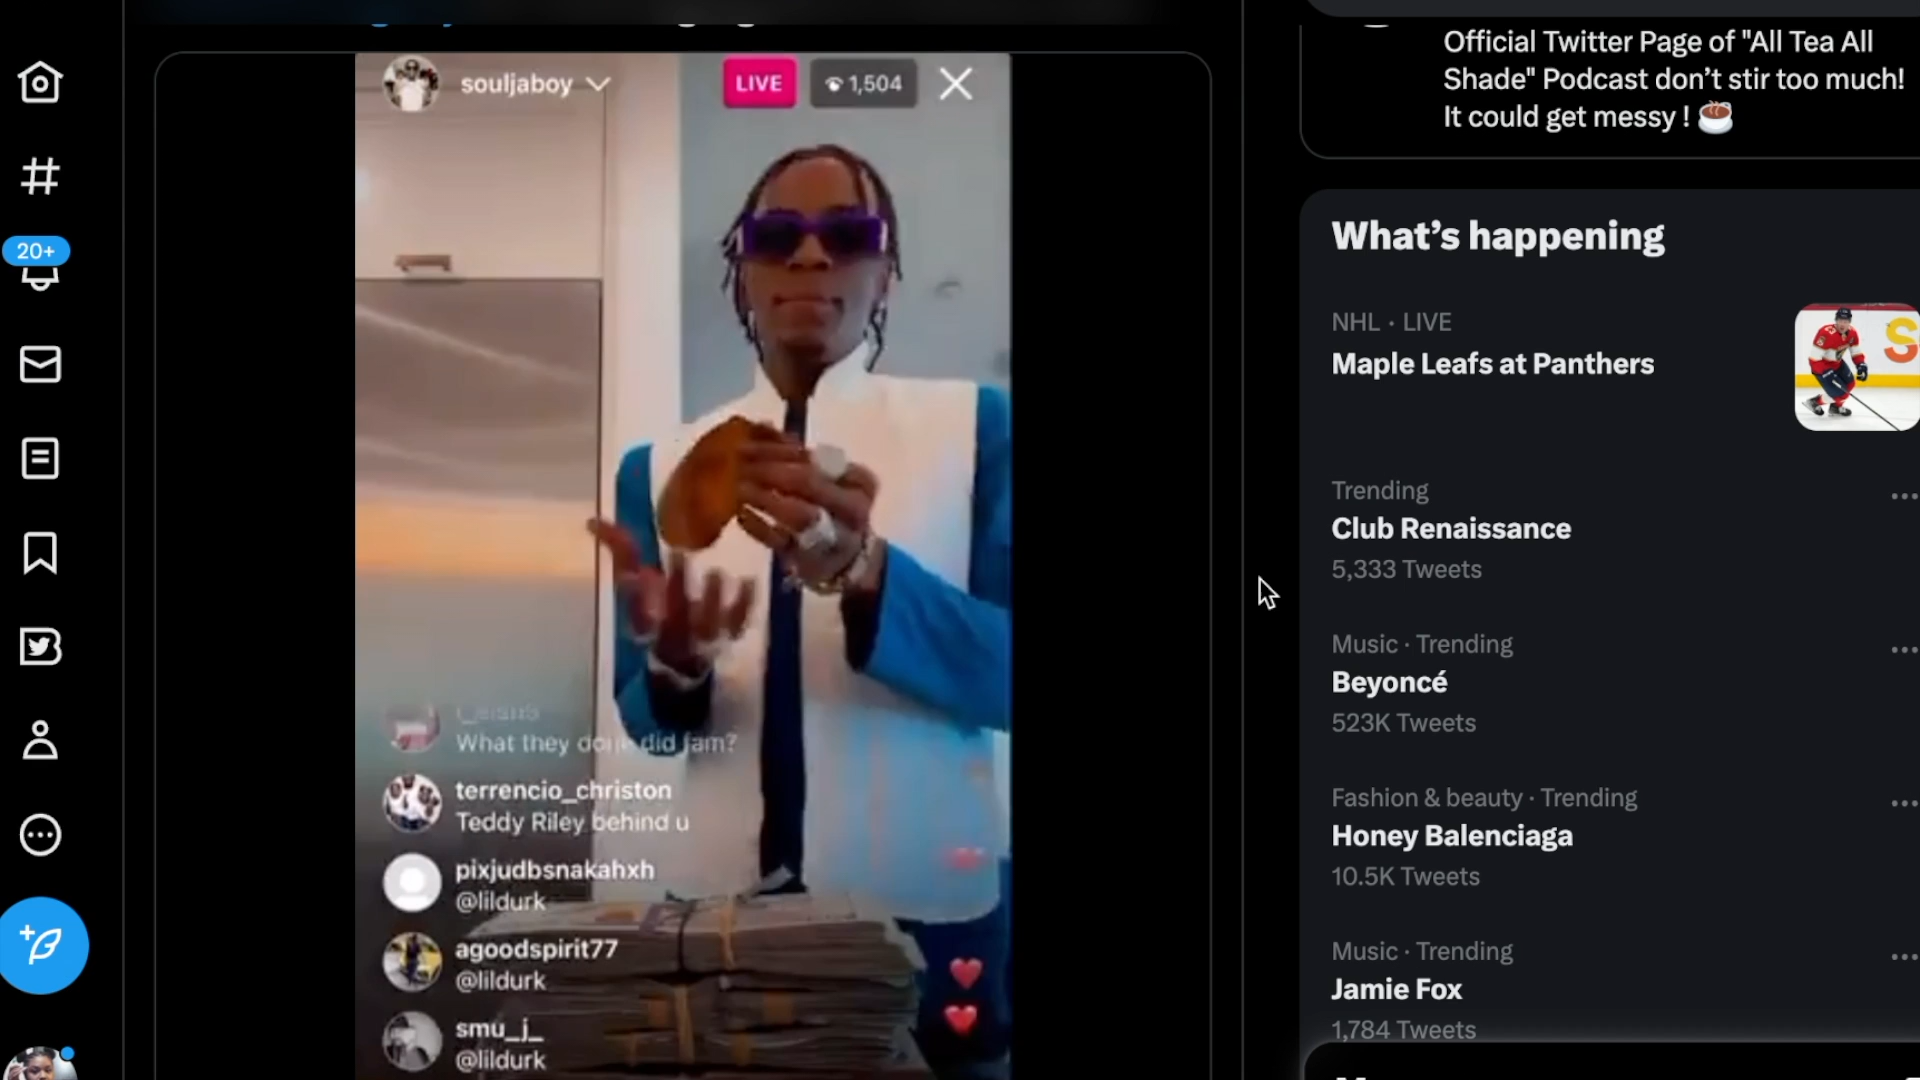 souljaboy
LIVE
1,504
What they done did fam?
terrencio_christon
Teddy Riley behind u
pixjudbsnakahxh
@lildurk
agoodspirit77
@lildurk
smu_j_
@lildurk
20+
Official Twitter Page of "All Tea All
Shade" Podcast don’t stir too much!
It could get messy ! ☕
What’s happening
NHL · LIVE
Maple Leafs at Panthers
Trending
Club Renaissance
5,333 Tweets
Music · Trending
Beyoncé
523K Tweets
Fashion & beauty · Trending
Honey Balenciaga
10.5K Tweets
Music · Trending
Jamie Fox
1,784 Tweets